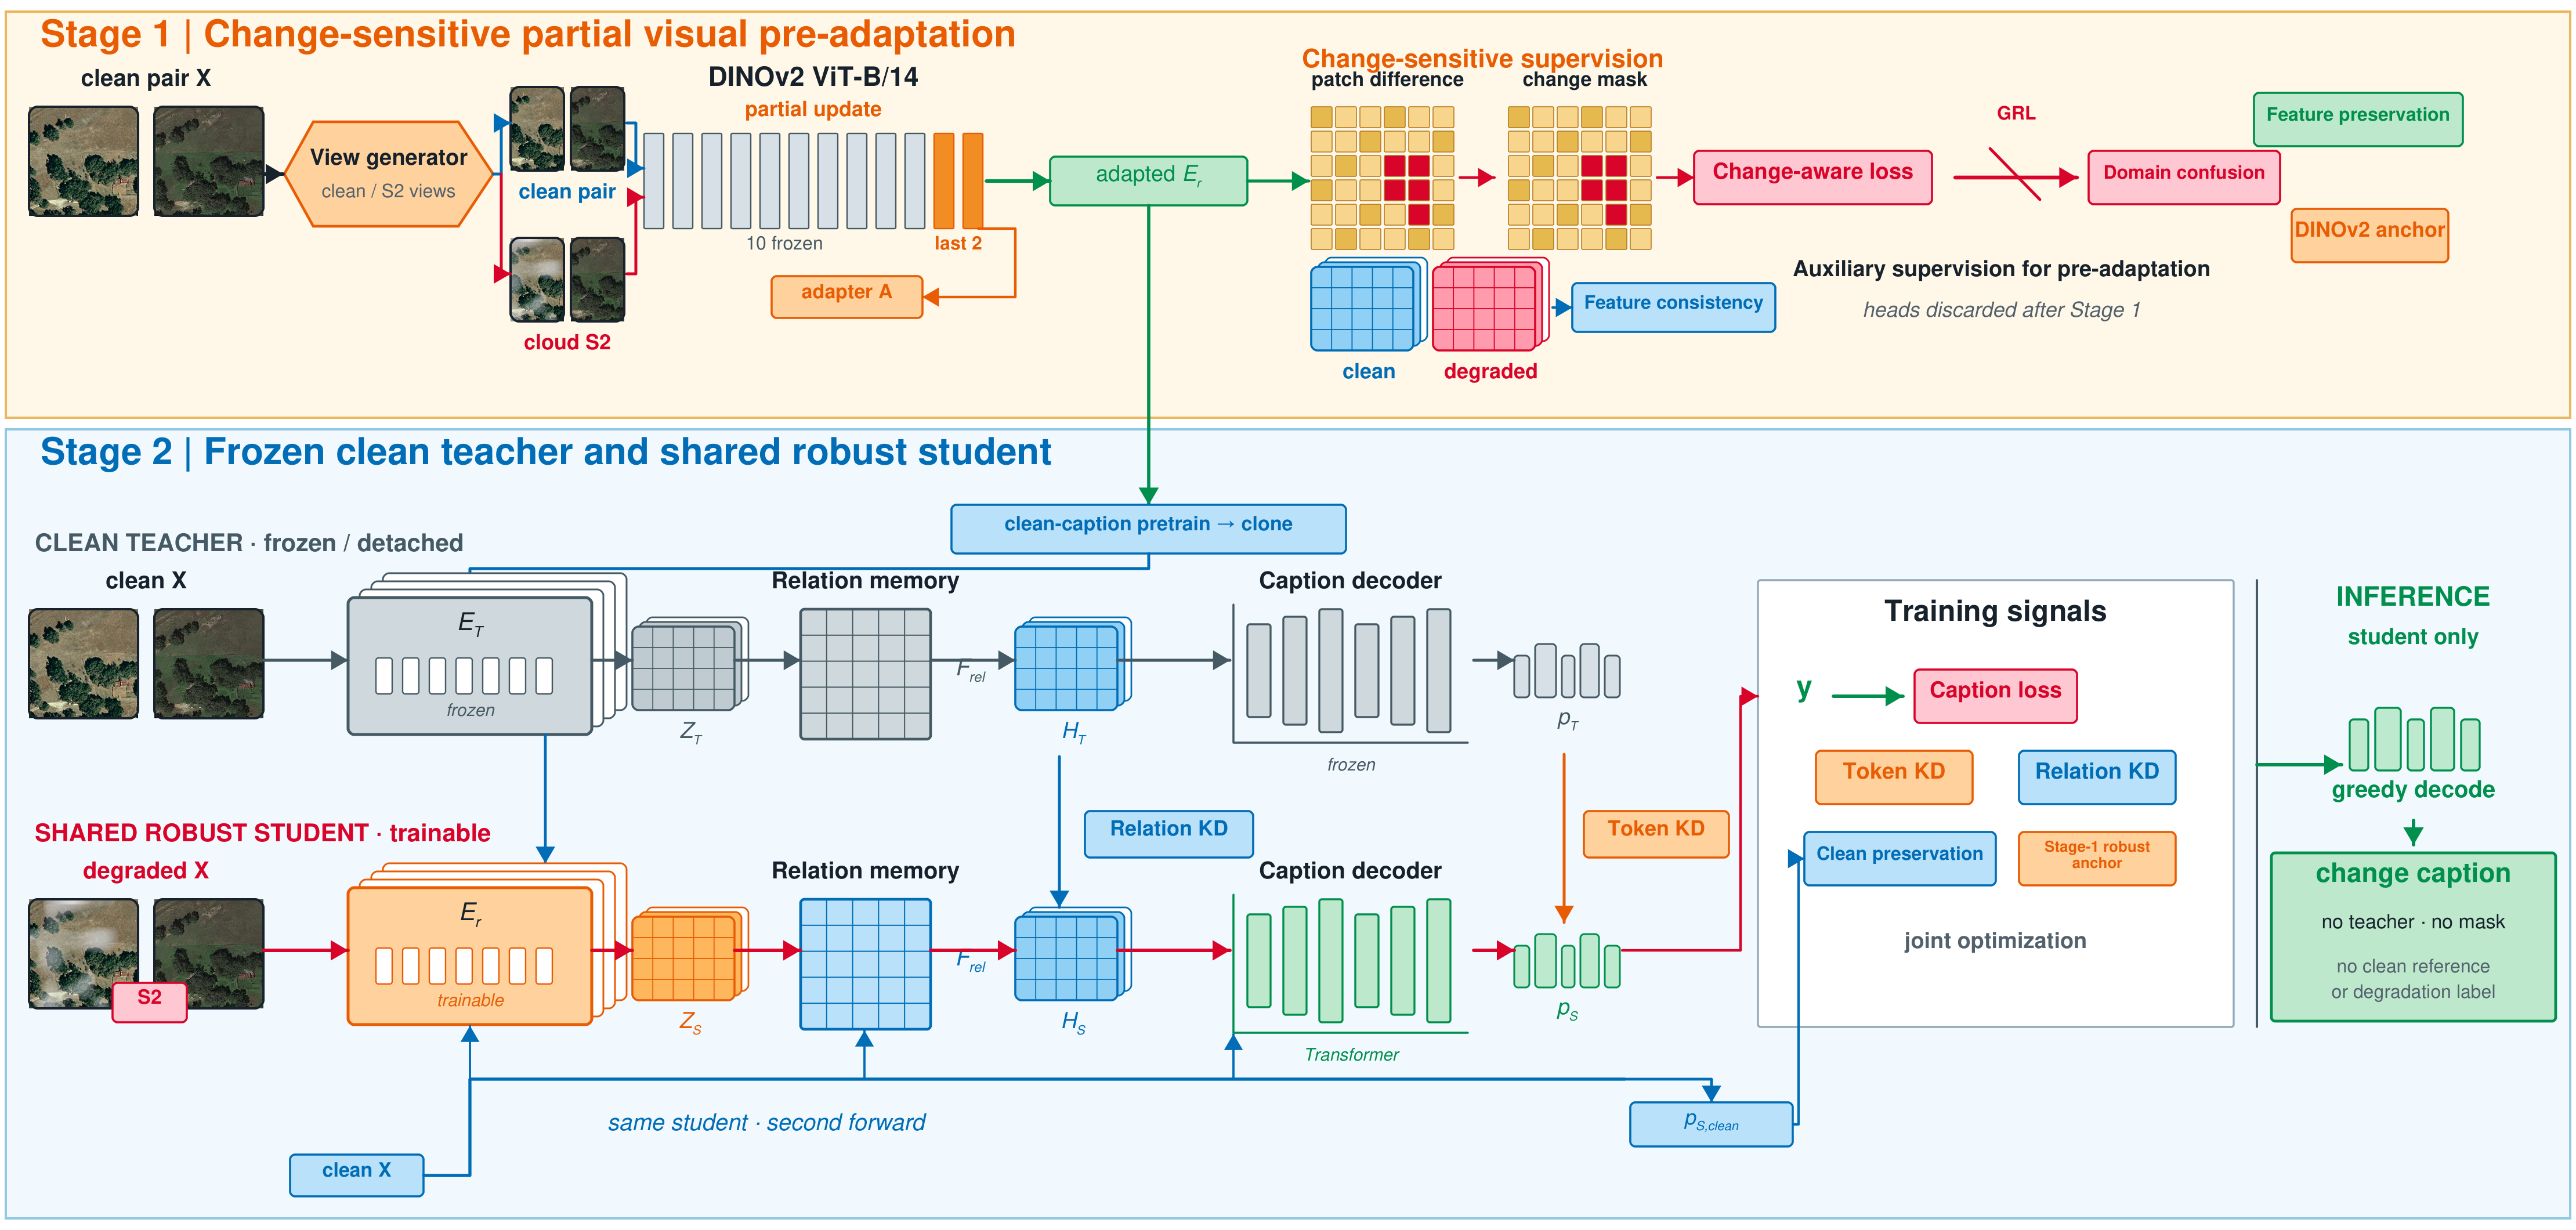 Stage 1 | Change-sensitive partial visual pre-adaptation
clean pair X
View generator
clean / S2 views
clean pair
cloud S2
DINOv2 ViT-B/14
partial update
10 frozen
last 2
adapter A
adapted E_r
Change-sensitive supervision
patch difference
change mask
Change-aware loss
GRL
Domain confusion
Feature preservation
DINOv2 anchor
clean
degraded
Feature consistency
Auxiliary supervision for pre-adaptation
heads discarded after Stage 1
Stage 2 | Frozen clean teacher and shared robust student
clean-caption pretrain → clone
CLEAN TEACHER · frozen / detached
clean X
E_T
frozen
Z_T
Relation memory
F_rel
H_T
Caption decoder
frozen
p_T
Relation KD
Token KD
SHARED ROBUST STUDENT · trainable
degraded X
S2
E_r
trainable
Z_S
Relation memory
F_rel
H_S
Caption decoder
Transformer
p_S
same student · second forward
clean X
p_S,clean
Training signals
y
Caption loss
Token KD
Relation KD
Clean preservation
Stage-1 robust
anchor
joint optimization
INFERENCE
student only
greedy decode
change caption
no teacher · no mask
no clean reference
or degradation label